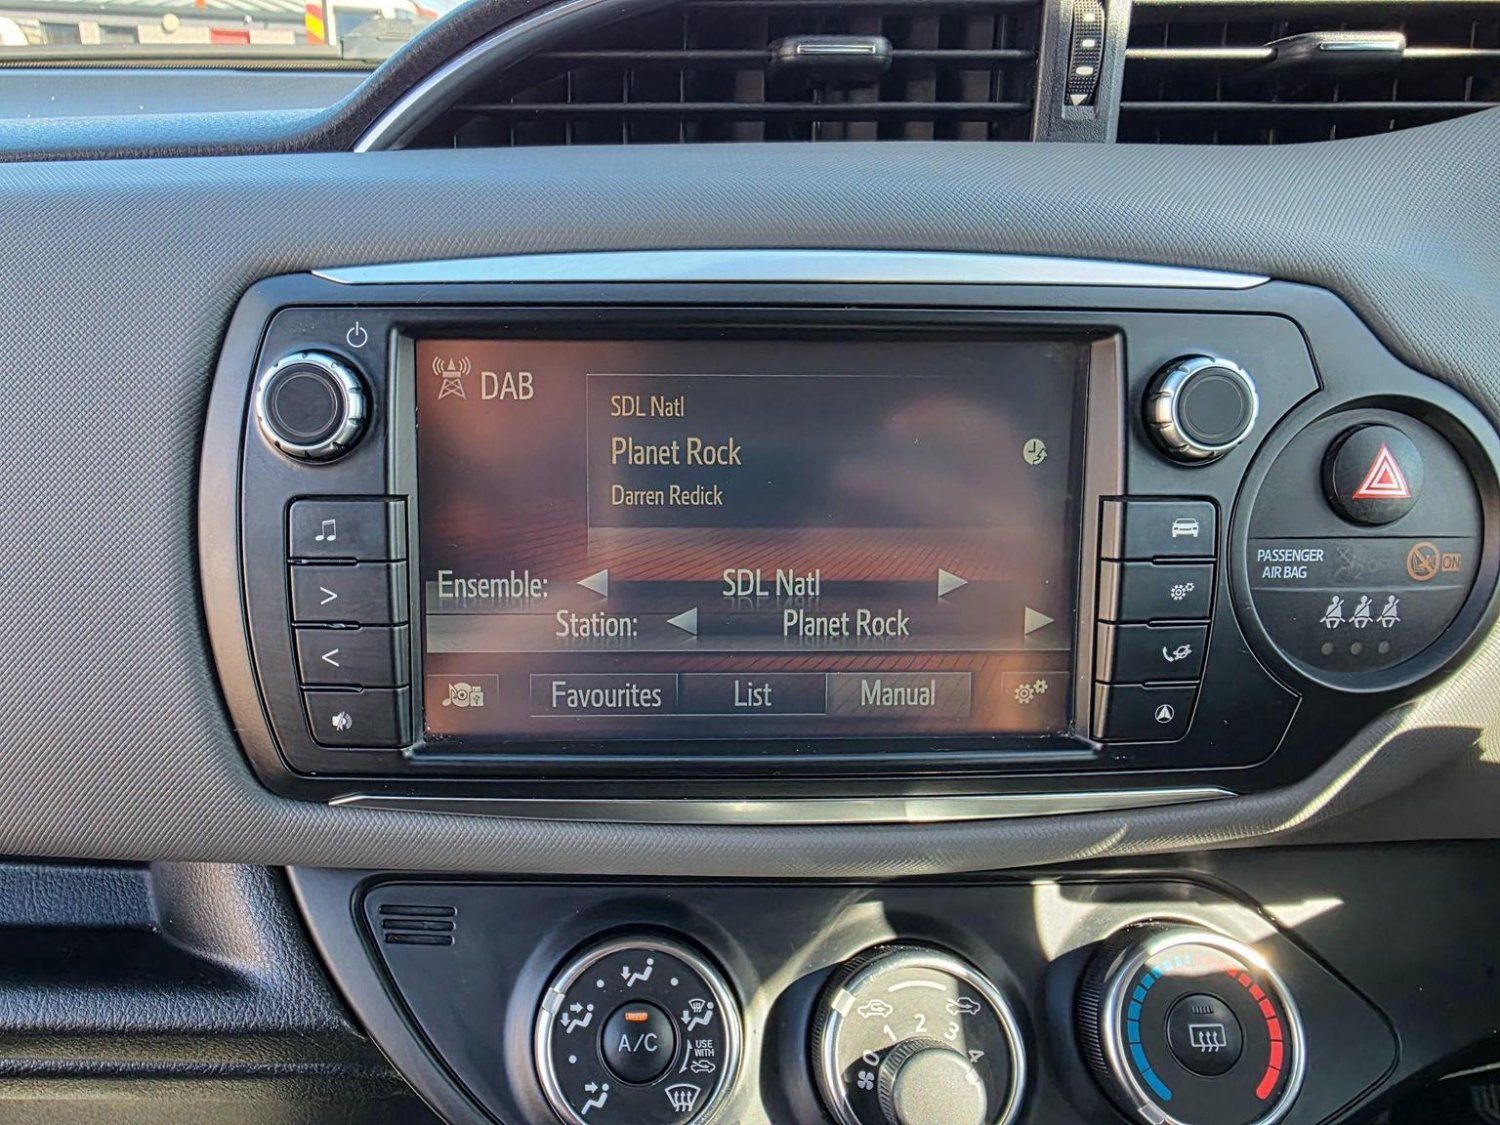 DAB
SDL Natl
Planet Rock
Darren Redick
Ensemble: SDL Natl
Station: Planet Rock
Favourites List Manual
PASSENGER
AIR BAG
ON
A/C
USE
WITH
0 1 2 3 4